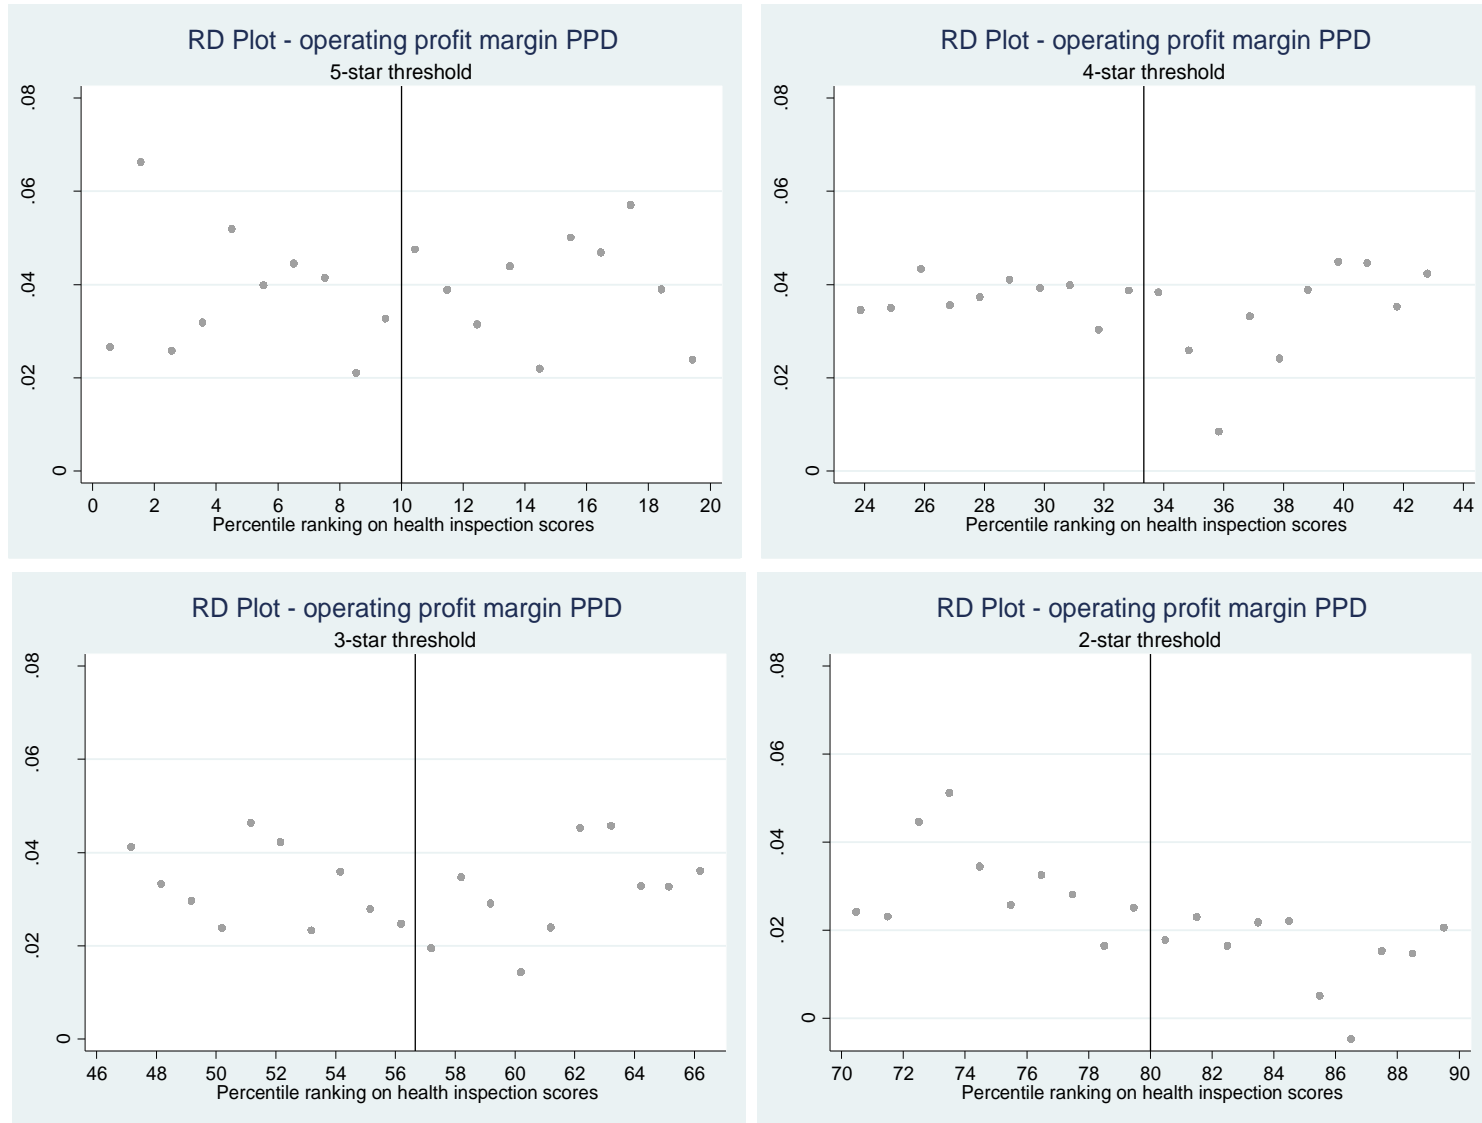 RD Plot - operating profit margin PPD
5-star threshold
.08
.06
.04
.02
0
0 2 4 6 8 10 12 14 16 18 20
Percentile ranking on health inspection scores
RD Plot - operating profit margin PPD
4-star threshold
.08
.06
.04
.02
0
24 26 28 30 32 34 36 38 40 42 44
Percentile ranking on health inspection scores
RD Plot - operating profit margin PPD
3-star threshold
.08
.06
.04
.02
0
46 48 50 52 54 56 58 60 62 64 66
Percentile ranking on health inspection scores
RD Plot - operating profit margin PPD
2-star threshold
.08
.06
.04
.02
0
70 72 74 76 78 80 82 84 86 88 90
Percentile ranking on health inspection scores